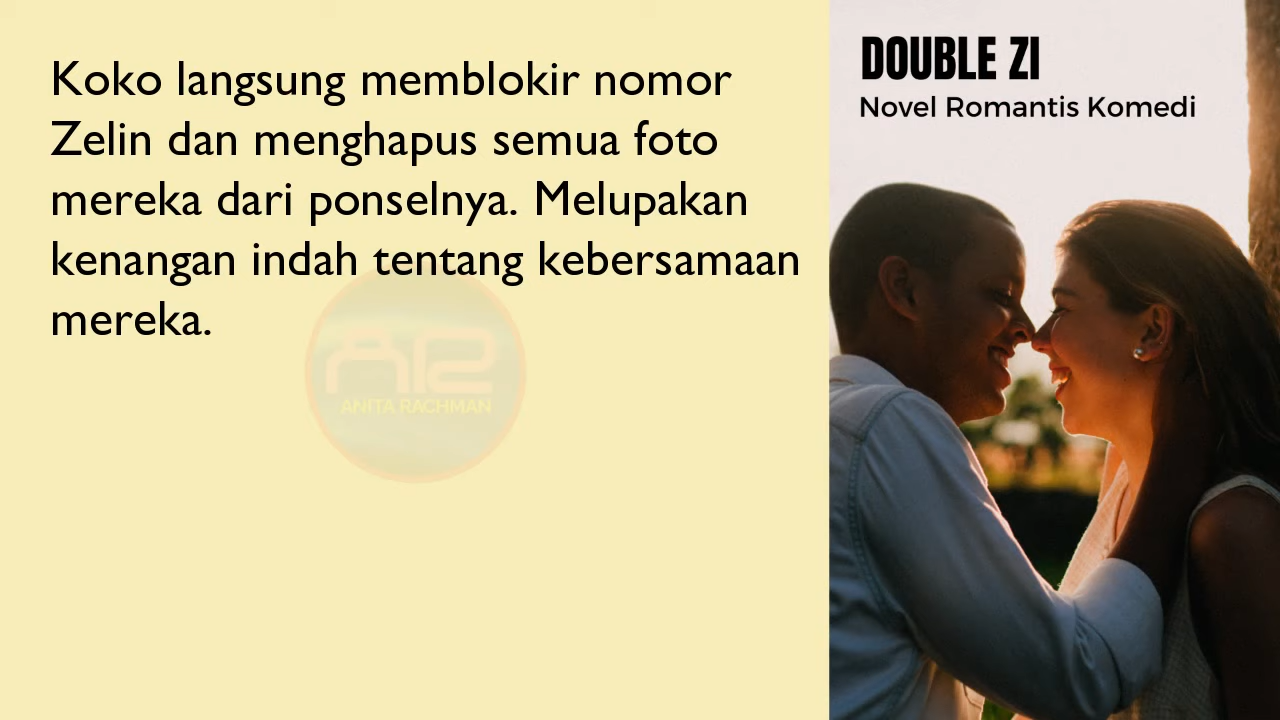 Koko langsung memblokir nomor
Zelin dan menghapus semua foto
mereka dari ponselnya. Melupakan
kenangan indah tentang kebersamaan
mereka.
AR
ANITA RACHMAN
DOUBLE ZI
Novel Romantis Komedi